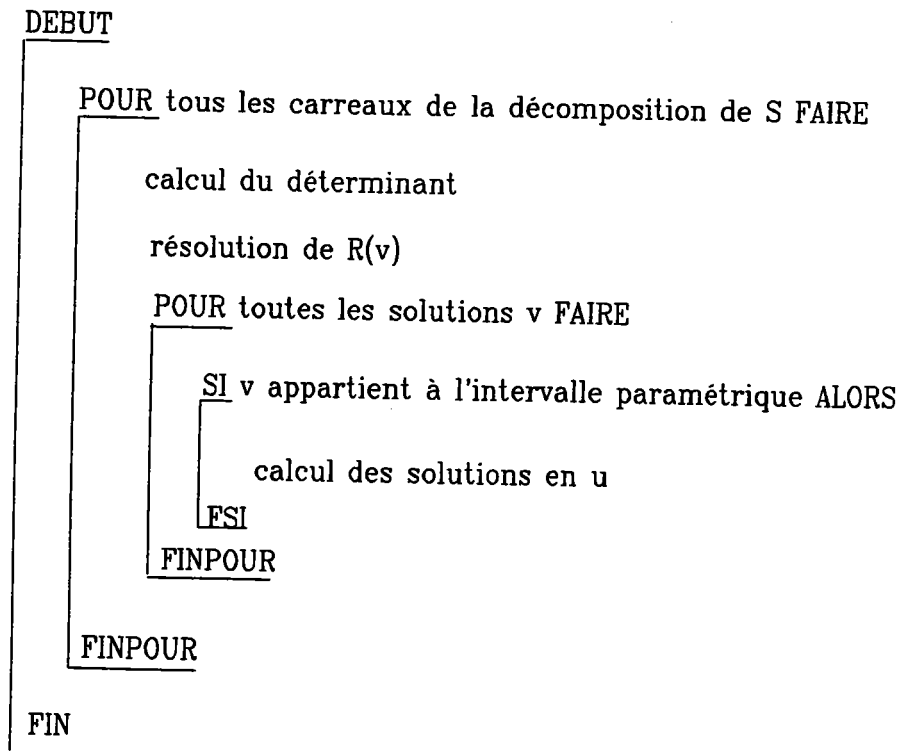 DEBUT
POUR tous les carreaux de la décomposition de S FAIRE
calcul du déterminant
résolution de R(v)
POUR toutes les solutions v FAIRE
SI v appartient à l'intervalle paramétrique ALORS
calcul des solutions en u
FSI
FINPOUR
FINPOUR
FIN